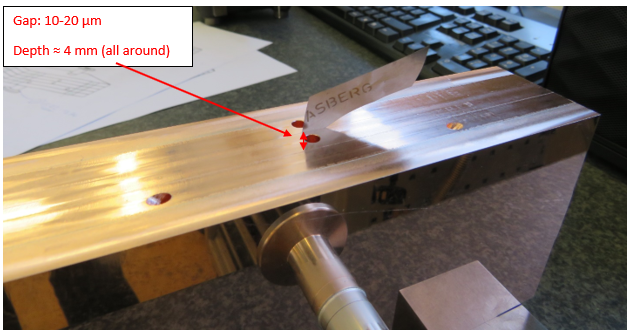 Gap: 10-20 µm
Depth ≈ 4 mm (all around)
ASBERG